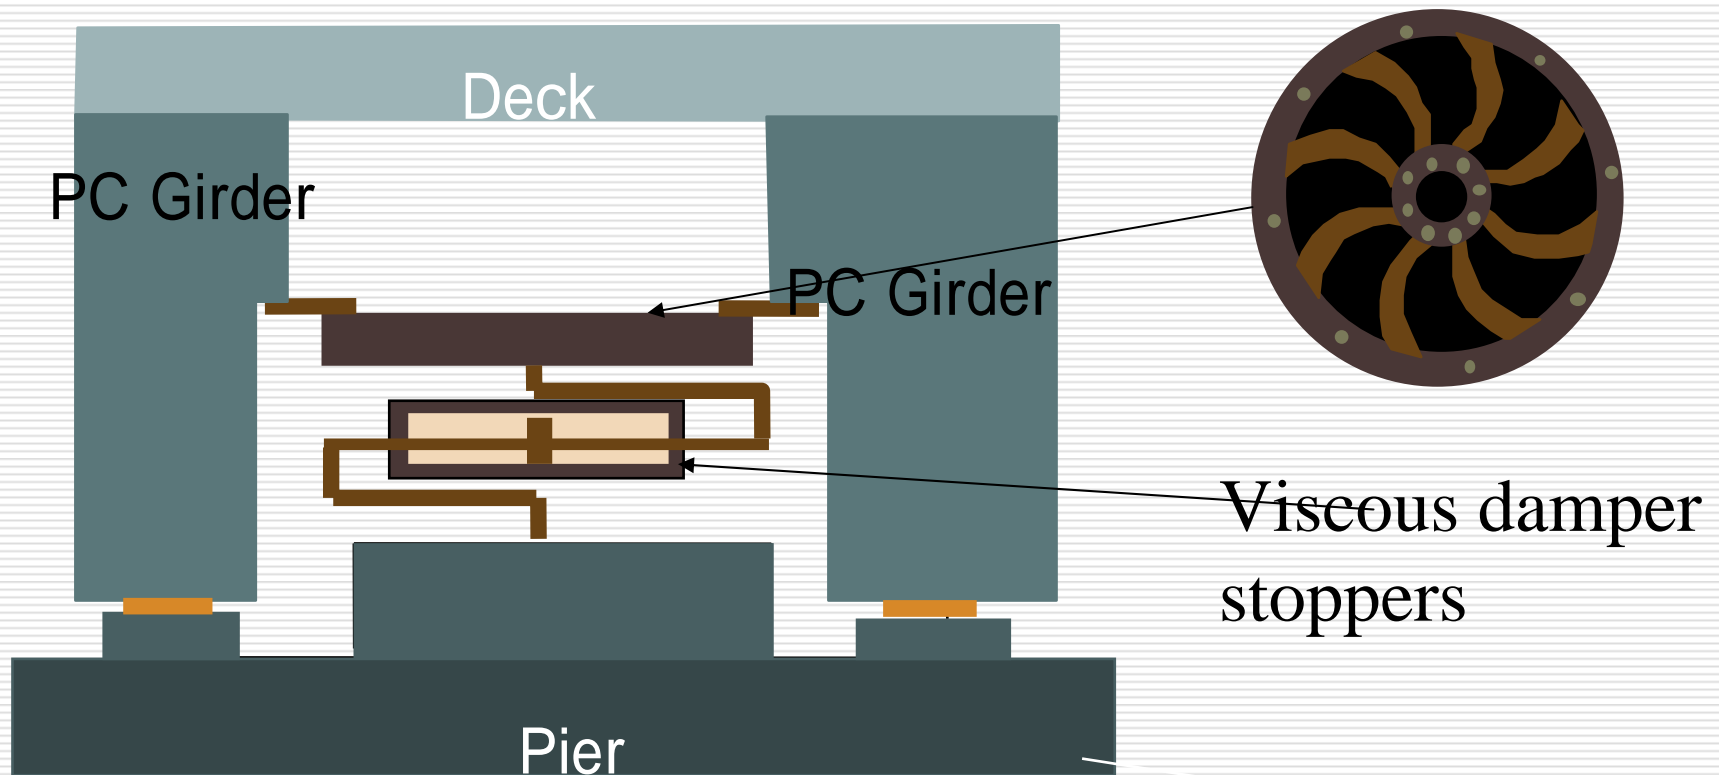 Deck
PC Girder
PC Girder
Viscous damper
stoppers
Pier